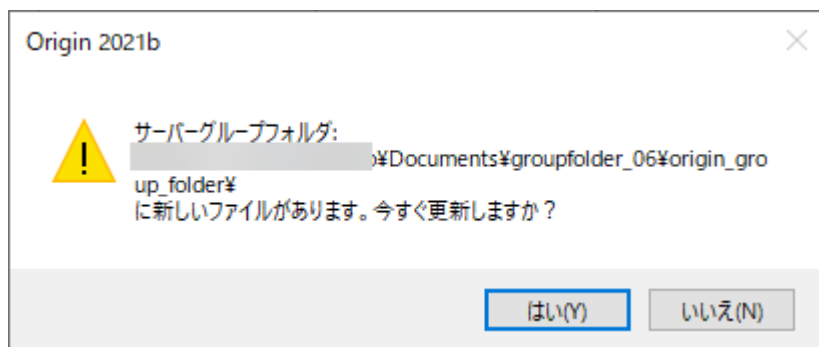 Origin 2021b
サーバーグループフォルダ:
¥Documents¥groupfolder_06¥origin_gro
up_folder¥
に新しいファイルがあります。今すぐ更新しますか？
はい(Y) いいえ(N)